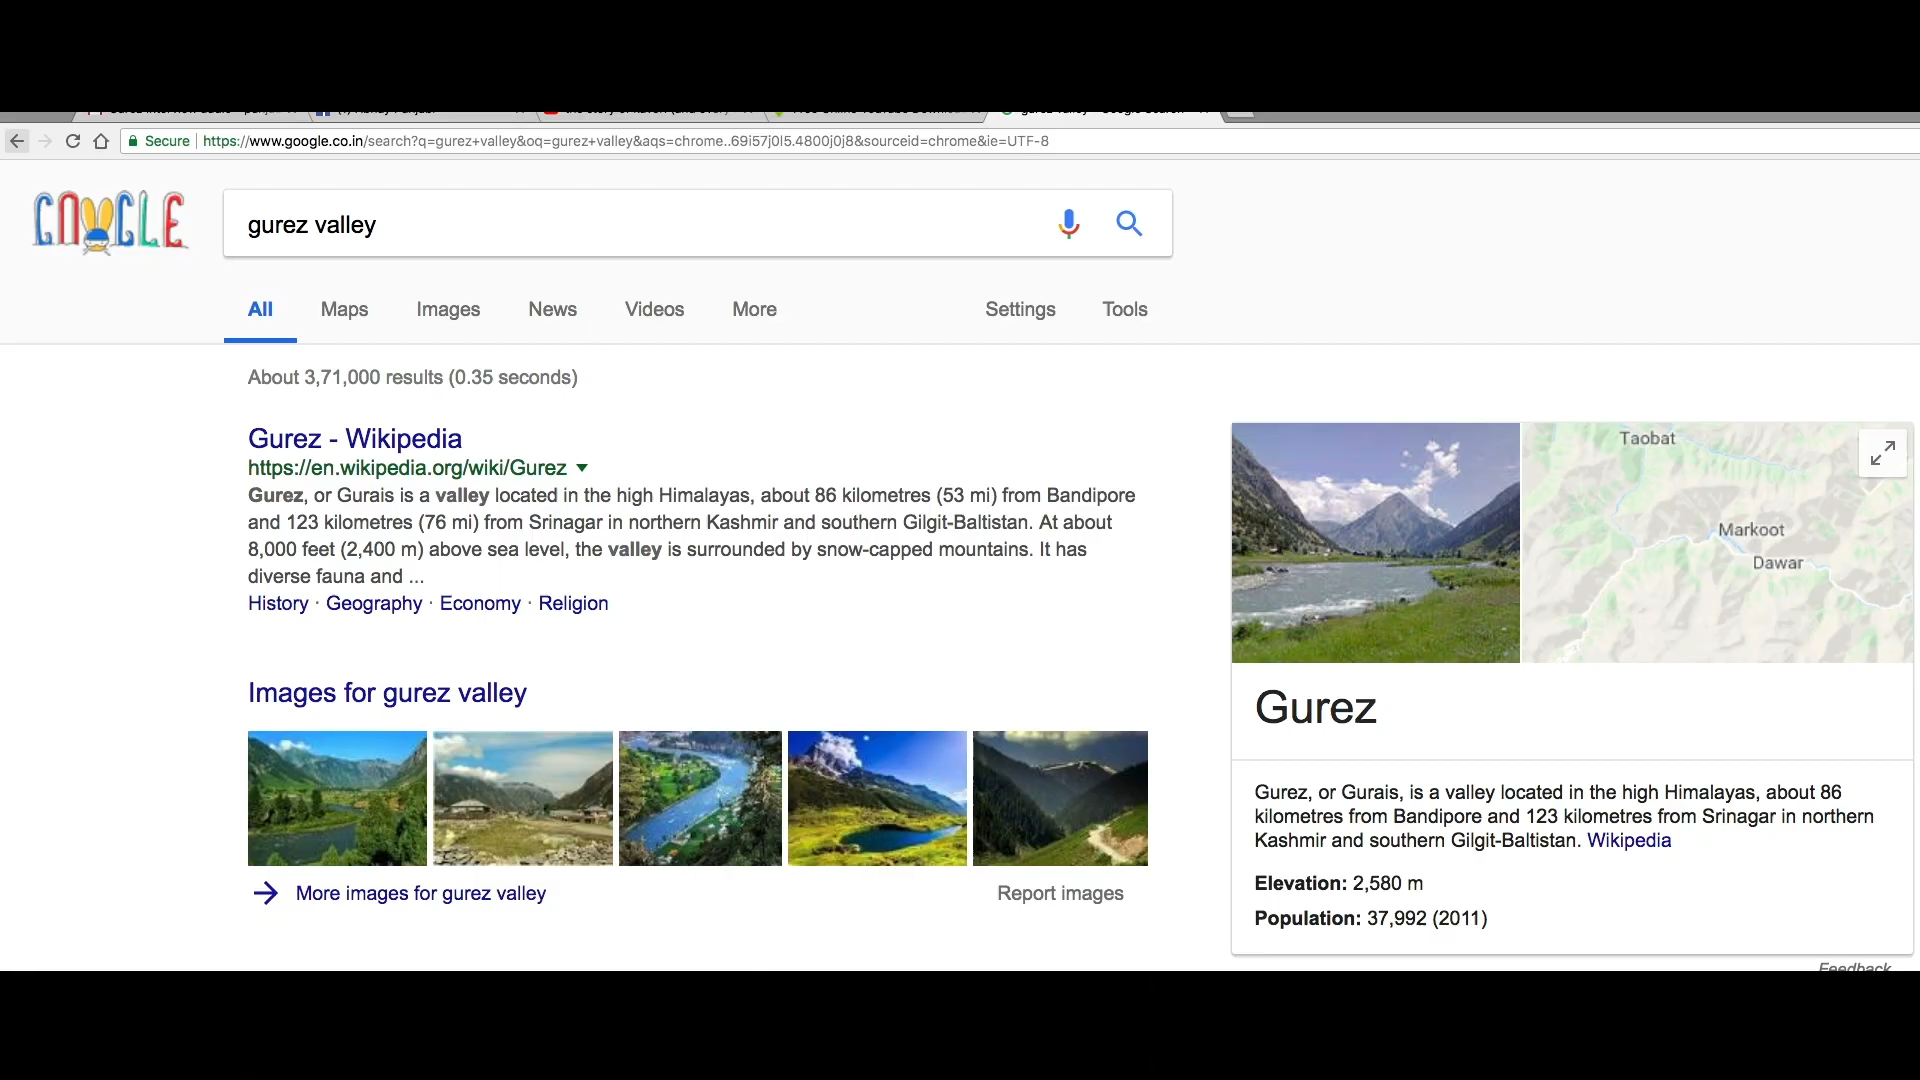 Secure https://www.google.co.in/search?q=gurez+valley&oq=gurez+valley&aqs=chrome..69i57j0l5.4800j0j8&sourceid=chrome&ie=UTF-8
gurez valley
All Maps Images News Videos More Settings Tools
About 3,71,000 results (0.35 seconds)
Gurez - Wikipedia
https://en.wikipedia.org/wiki/Gurez
Gurez, or Gurais is a valley located in the high Himalayas, about 86 kilometres (53 mi) from Bandipore
and 123 kilometres (76 mi) from Srinagar in northern Kashmir and southern Gilgit-Baltistan. At about
8,000 feet (2,400 m) above sea level, the valley is surrounded by snow-capped mountains. It has
diverse fauna and ...
History · Geography · Economy · Religion
Images for gurez valley
More images for gurez valley
Report images
Taobat
Markoot
Dawar
Gurez
Gurez, or Gurais, is a valley located in the high Himalayas, about 86
kilometres from Bandipore and 123 kilometres from Srinagar in northern
Kashmir and southern Gilgit-Baltistan. Wikipedia
Elevation: 2,580 m
Population: 37,992 (2011)
Feedback